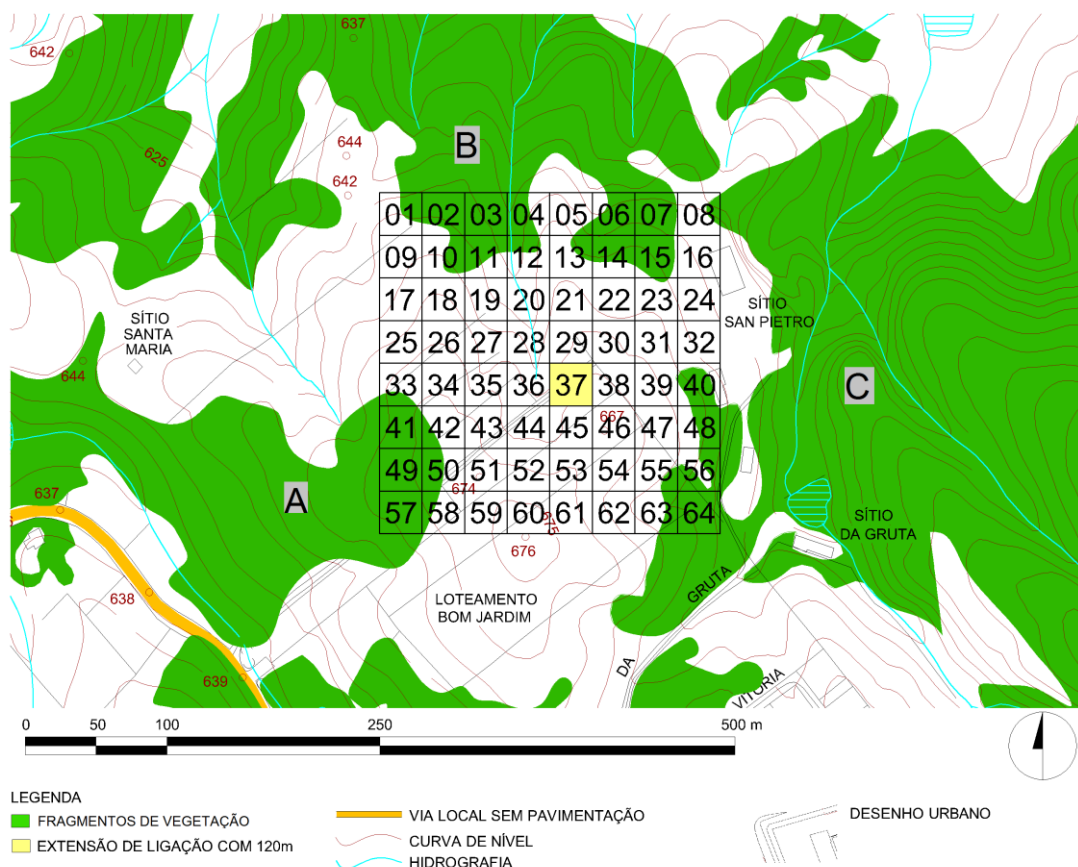 637
642
644
B
625
642
01 02 03 04 05 06 07 08
09 10 11 12 13 14 15 16
17 18 19 20 21 22 23 24
SÍTIO
SAN PIETRO
SÍTIO
SANTA
MARIA
25 26 27 28 29 30 31 32
644
33 34 35 36 37 38 39 40
C
667
41 42 43 44 45 46 47 48
49 50 51 52 53 54 55 56
674
A
637
57 58 59 60 61 62 63 64
675
SÍTIO
DA GRUTA
676
638
LOTEAMENTO
BOM JARDIM
GRUTA
DA
VITÓRIA
639
0 50 100 250 500 m
LEGENDA
FRAGMENTOS DE VEGETAÇÃO
EXTENSÃO DE LIGAÇÃO COM 120m
VIA LOCAL SEM PAVIMENTAÇÃO
CURVA DE NÍVEL
HIDROGRAFIA
DESENHO URBANO